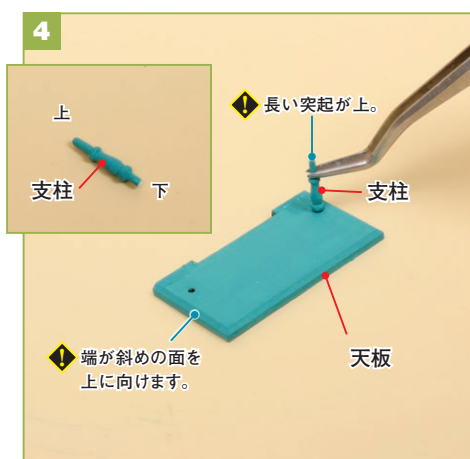 4
上
支柱
下
長い突起が上。
支柱
天板
端が斜めの面を
上に向けます。